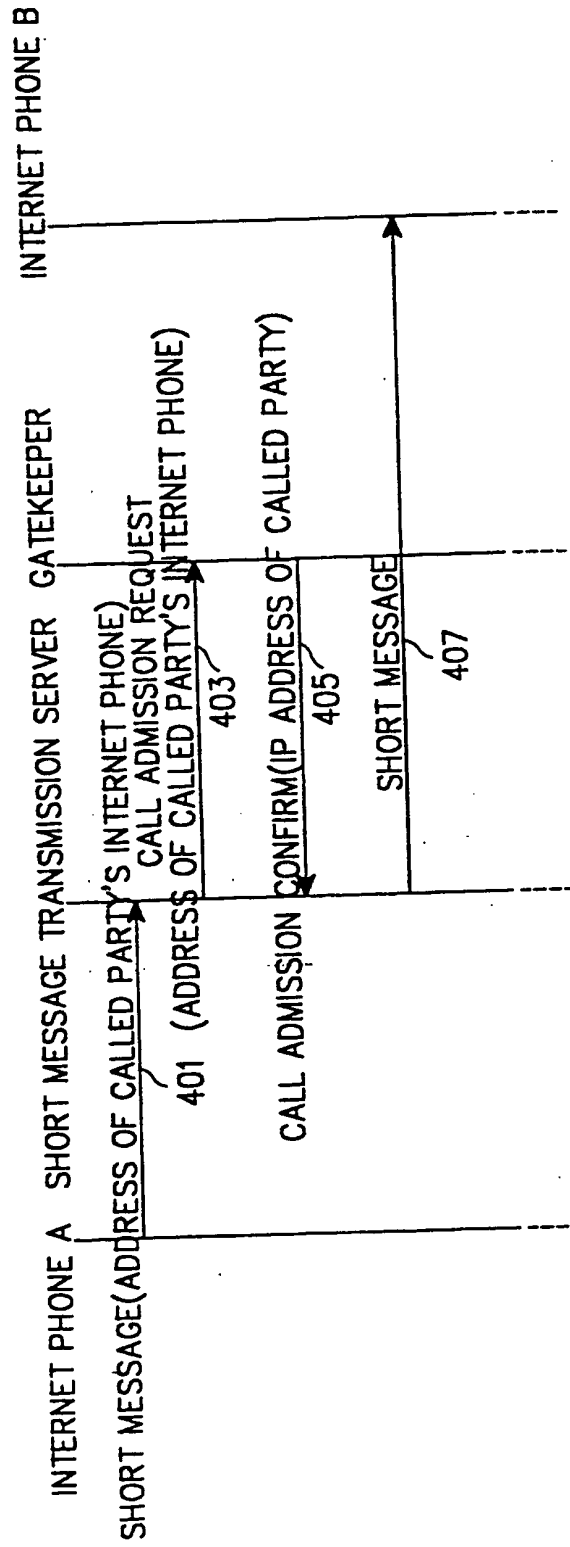 INTERNET PHONE A
SHORT MESSAGE TRANSMISSION SERVER
GATEKEEPER
INTERNET PHONE B
SHORT MESSAGE(ADDRESS OF CALLED PARTY'S INTERNET PHONE)
401
CALL ADMISSION REQUEST
(ADDRESS OF CALLED PARTY'S INTERNET PHONE)
403
CALL ADMISSION CONFIRM(IP ADDRESS OF CALLED PARTY)
405
SHORT MESSAGE
407